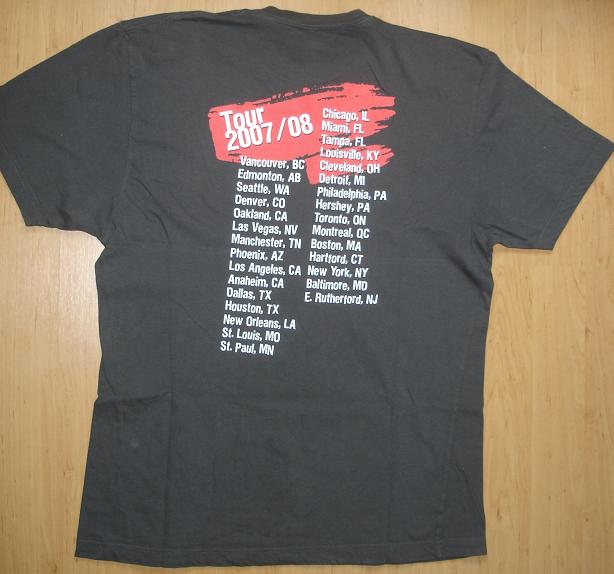 Tour
2007/08
Vancouver, BC
Edmonton, AB
Seattle, WA
Denver, CO
Oakland, CA
Las Vegas, NV
Manchester, TN
Phoenix, AZ
Los Angeles, CA
Anaheim, CA
Dallas, TX
Houston, TX
New Orleans, LA
St. Louis, MO
St. Paul, MN
Chicago, IL
Miami, FL
Tampa, FL
Louisville, KY
Cleveland, OH
Detroit, MI
Philadelphia, PA
Hershey, PA
Toronto, ON
Montreal, QC
Boston, MA
Hartford, CT
New York, NY
Baltimore, MD
E. Rutherford, NJ